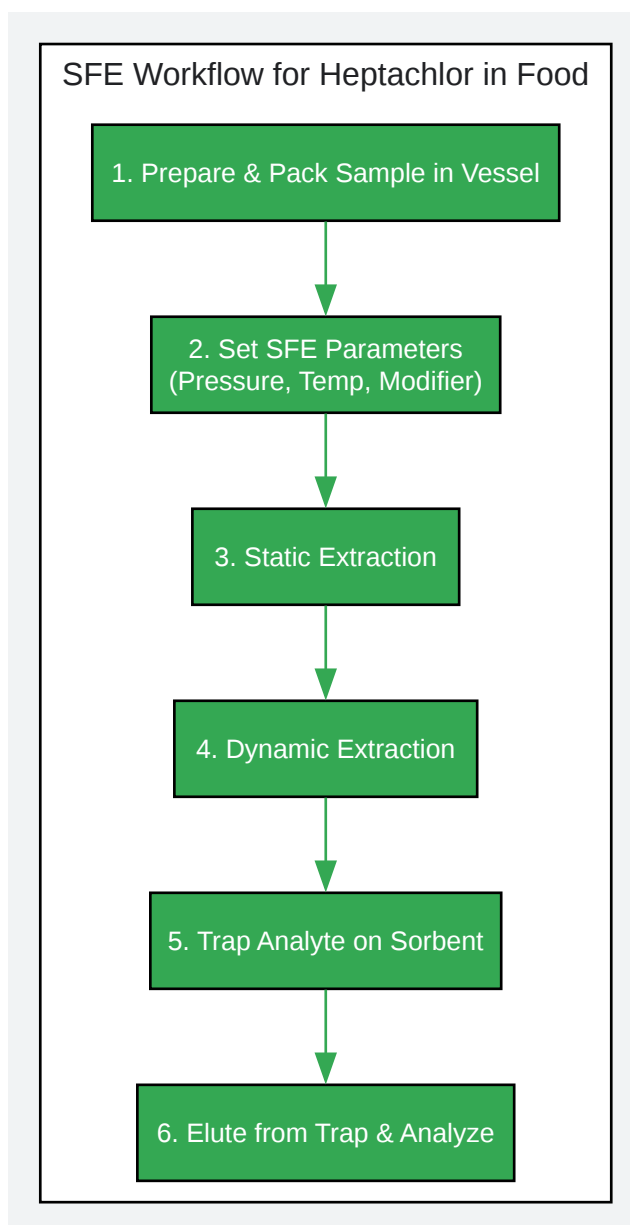 SFE Workflow for Heptachlor in Food
1. Prepare & Pack Sample in Vessel
2. Set SFE Parameters
(Pressure, Temp, Modifier)
3. Static Extraction
4. Dynamic Extraction
5. Trap Analyte on Sorbent
6. Elute from Trap & Analyze